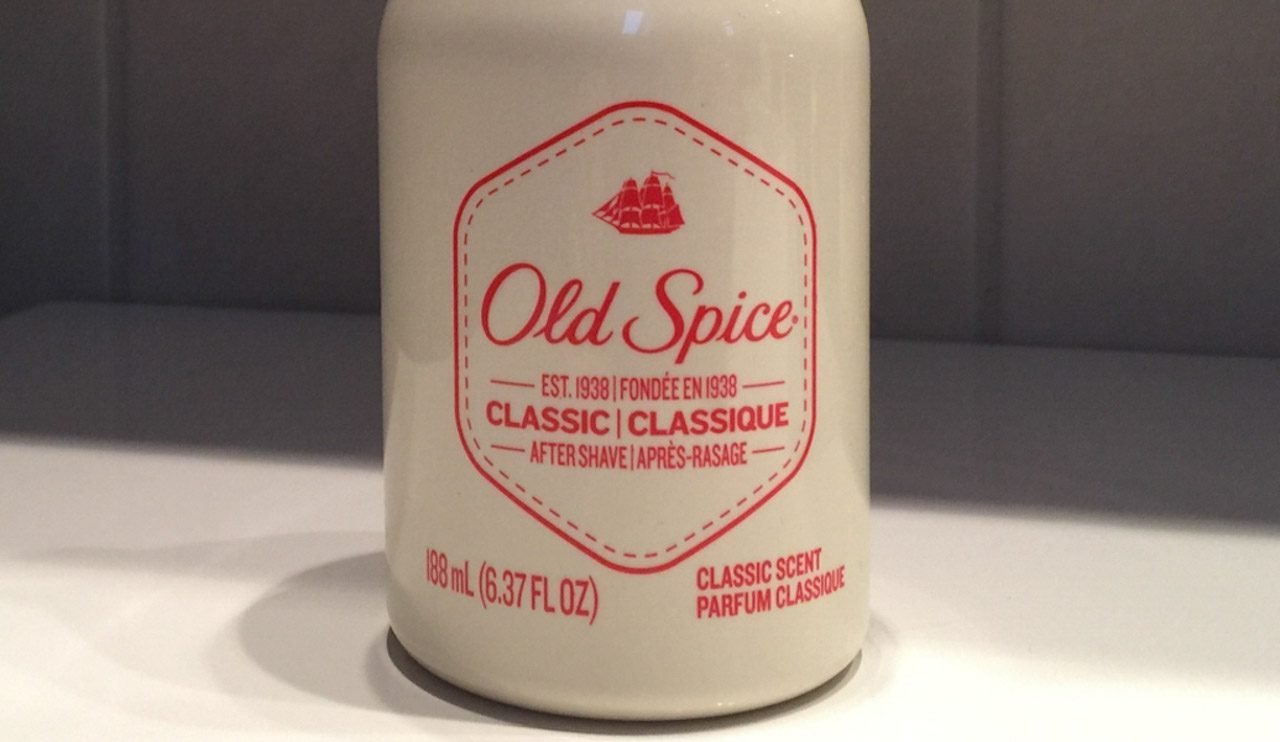 Old Spice
EST. 1938 | FONDÉE EN 1938
CLASSIC | CLASSIQUE
AFTER SHAVE | APRÈS-RASAGE
188 mL (6.37 FL OZ)
CLASSIC SCENT
PARFUM CLASSIQUE